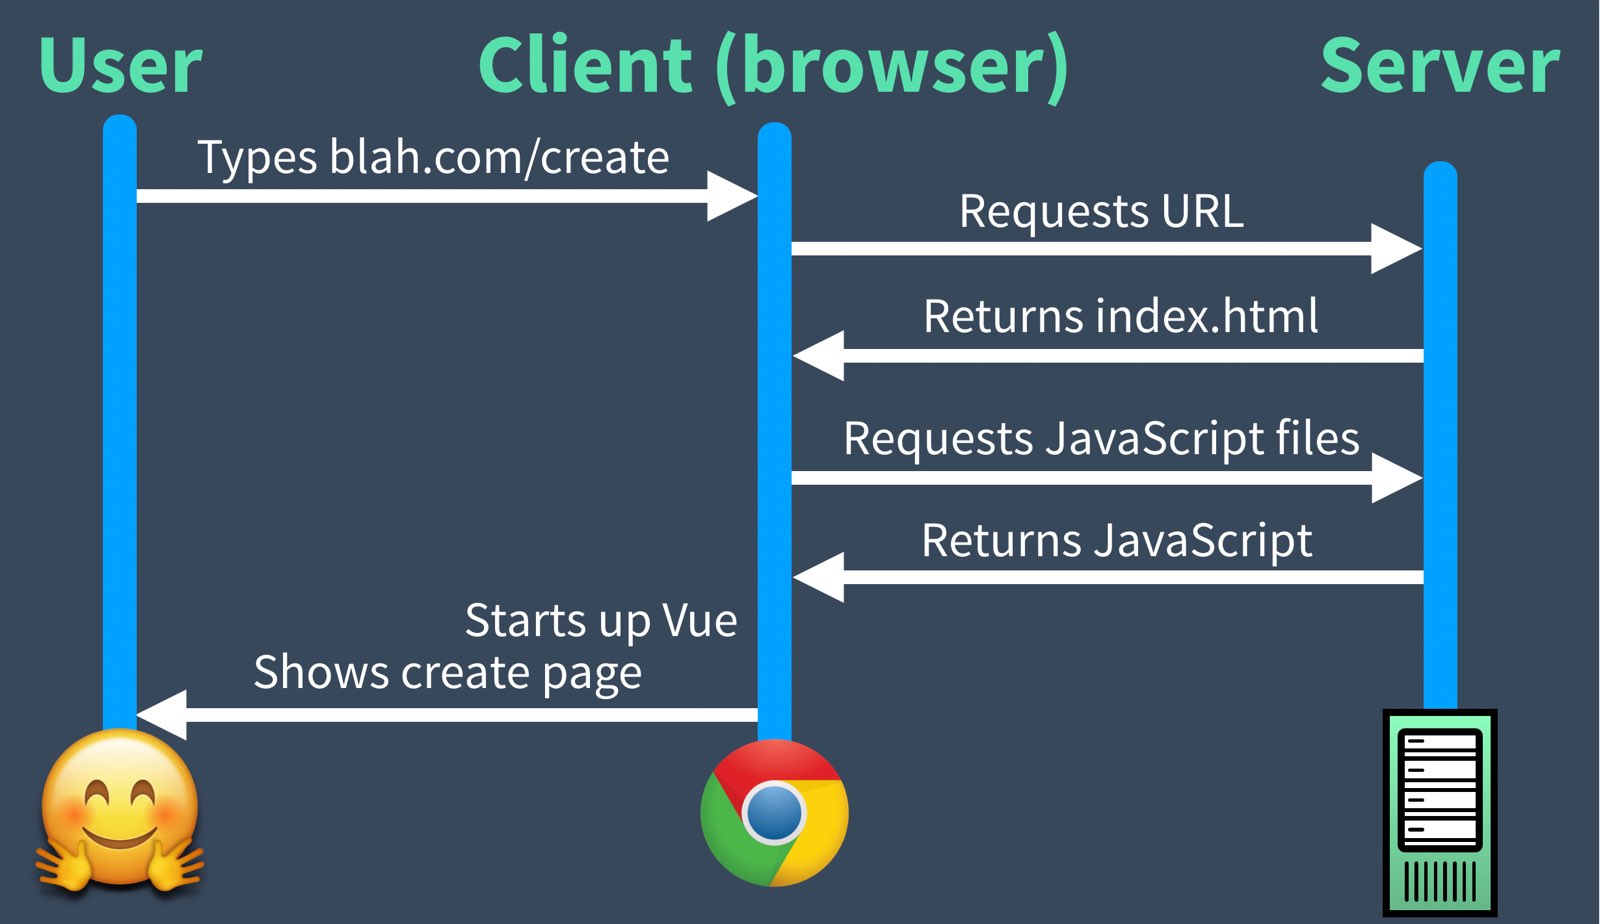 User
Client (browser)
Server
Types blah.com/create
Requests URL
Returns index.html
Requests JavaScript files
Returns JavaScript
Starts up Vue
Shows create page